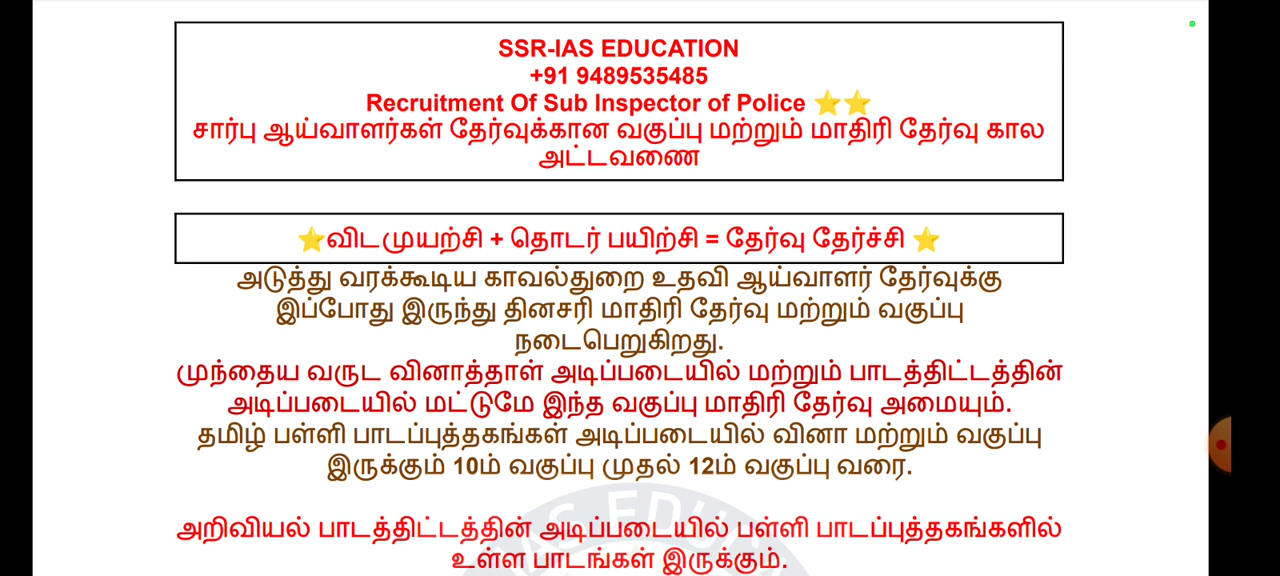 SSR-IAS EDUCATION
+91 9489535485
Recruitment Of Sub Inspector of Police ⭐⭐
சார்பு ஆய்வாளர்கள் தேர்வுக்கான வகுப்பு மற்றும் மாதிரி தேர்வு கால
அட்டவணை
⭐விடமுயற்சி + தொடர் பயிற்சி = தேர்வு தேர்ச்சி ⭐
அடுத்து வரக்கூடிய காவல்துறை உதவி ஆய்வாளர் தேர்வுக்கு
இப்போது இருந்து தினசரி மாதிரி தேர்வு மற்றும் வகுப்பு
நடைபெறுகிறது.
முந்தைய வருட வினாத்தாள் அடிப்படையில் மற்றும் பாடத்திட்டத்தின்
அடிப்படையில் மட்டுமே இந்த வகுப்பு மாதிரி தேர்வு அமையும்.
தமிழ் பள்ளி பாடப்புத்தகங்கள் அடிப்படையில் வினா மற்றும் வகுப்பு
இருக்கும் 10ம் வகுப்பு முதல் 12ம் வகுப்பு வரை.
அறிவியல் பாடத்திட்டத்தின் அடிப்படையில் பள்ளி பாடப்புத்தகங்களில்
உள்ள பாடங்கள் இருக்கும்.